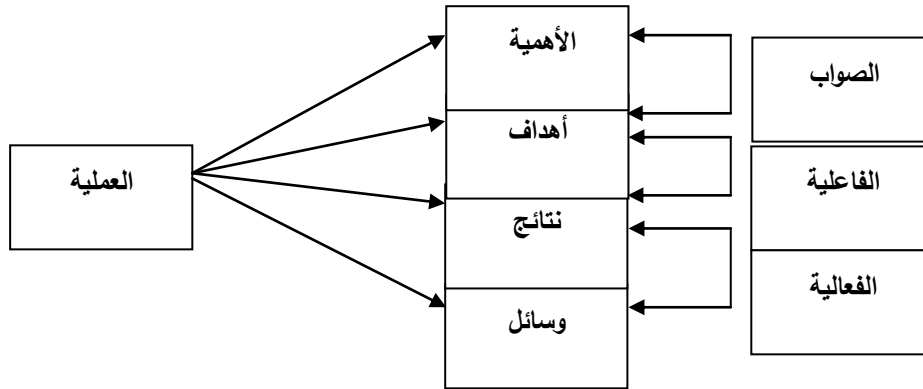 الأهمية
الصواب
أهداف
العملية
الفاعلية
نتائج
الفعالية
وسائل